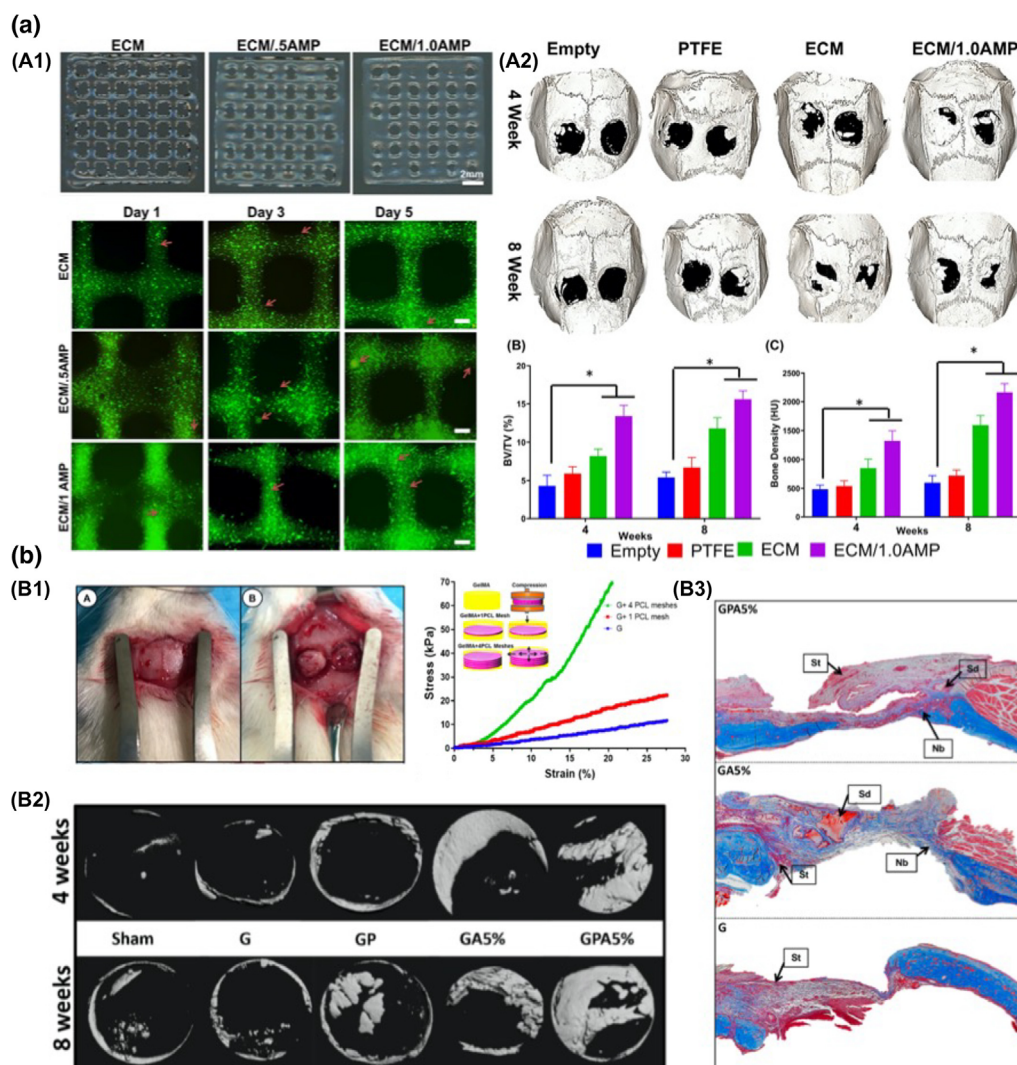 (a)
(A1)
ECM ECM/.5AMP ECM/1.0AMP
2mm
Day 1 Day 3 Day 5
ECM
ECM/.5AMP
ECM/1 AMP
(A2)
Empty PTFE ECM ECM/1.0AMP
4 Week
8 Week
(B)
BV/TV (%)
20
15
10
5
0
* *
4 8
Weeks
(C)
Bone Density (HU)
2500
2000
1500
1000
500
0
* *
4 8
Weeks
Empty PTFE ECM ECM/1.0AMP
(b)
(B1)
A B
Stress (kPa)
70
60
50
40
30
20
10
0
0 5 10 15 20 25 30
Strain (%)
GelMA Compression
GelMA+1PCL Mesh
GelMA+4PCL Meshes
G+ 4 PCL meshes
G+ 1 PCL mesh
G
(B2)
4 weeks
Sham G GP GA5% GPA5%
8 weeks
(B3)
GPA5%
St
Sd
Nb
GA5%
Sd
Nb
St
G
St